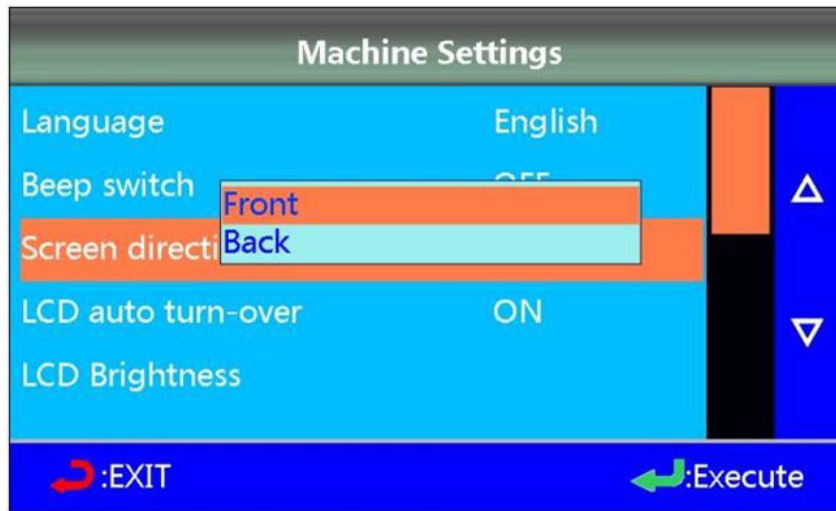 Machine Settings
Language English
Beep switch OFF
Front
Screen directi
Back
LCD auto turn-over ON
LCD Brightness
:EXIT :Execute